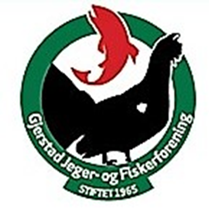 Gjerstad Jeger- og Fiskerforening
STIFTET 1965